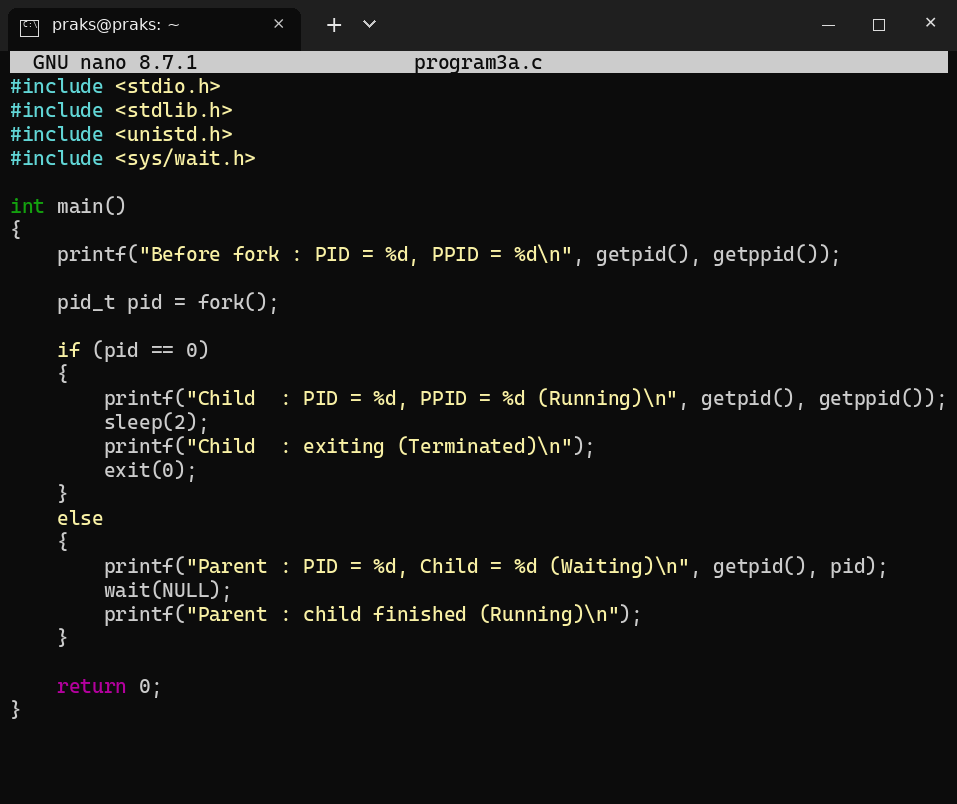 praks@praks: ~
GNU nano 8.7.1 program3a.c
#include <stdio.h>
#include <stdlib.h>
#include <unistd.h>
#include <sys/wait.h>

int main()
{
    printf("Before fork : PID = %d, PPID = %d\n", getpid(), getppid());

    pid_t pid = fork();

    if (pid == 0)
    {
        printf("Child  : PID = %d, PPID = %d (Running)\n", getpid(), getppid());
        sleep(2);
        printf("Child  : exiting (Terminated)\n");
        exit(0);
    }
    else
    {
        printf("Parent : PID = %d, Child = %d (Waiting)\n", getpid(), pid);
        wait(NULL);
        printf("Parent : child finished (Running)\n");
    }

    return 0;
}